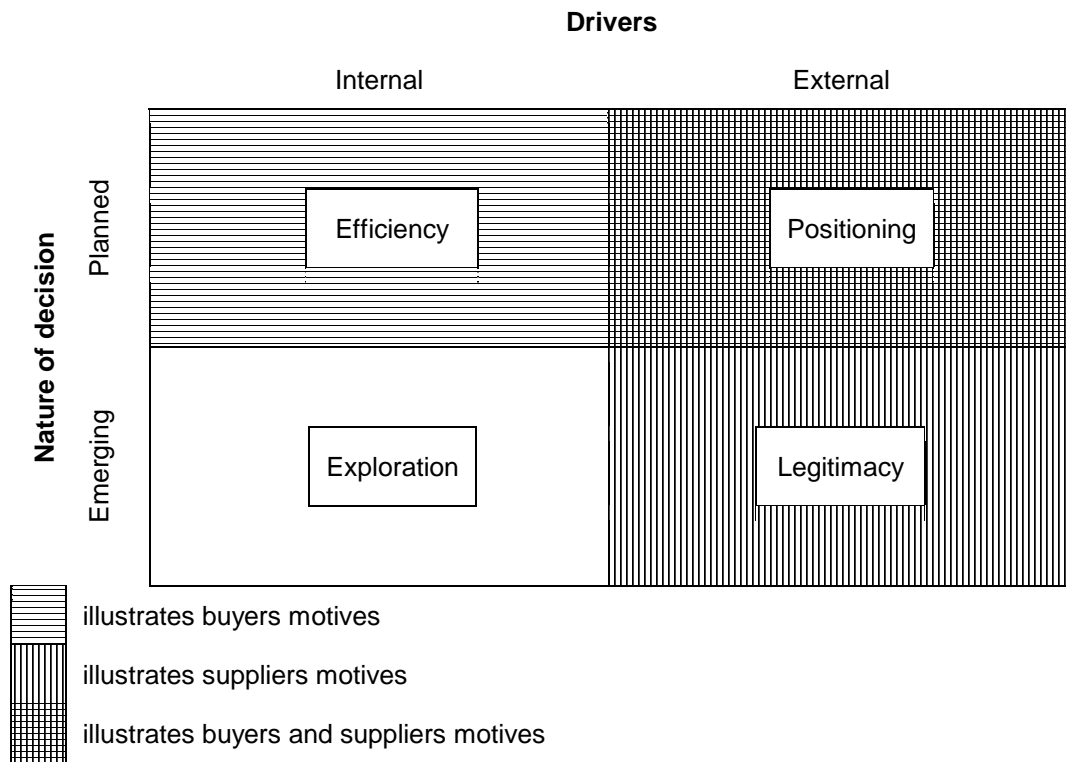 Drivers
Internal External
Nature of decision
Planned
Efficiency Positioning
Emerging
Exploration Legitimacy
illustrates buyers motives
illustrates suppliers motives
illustrates buyers and suppliers motives